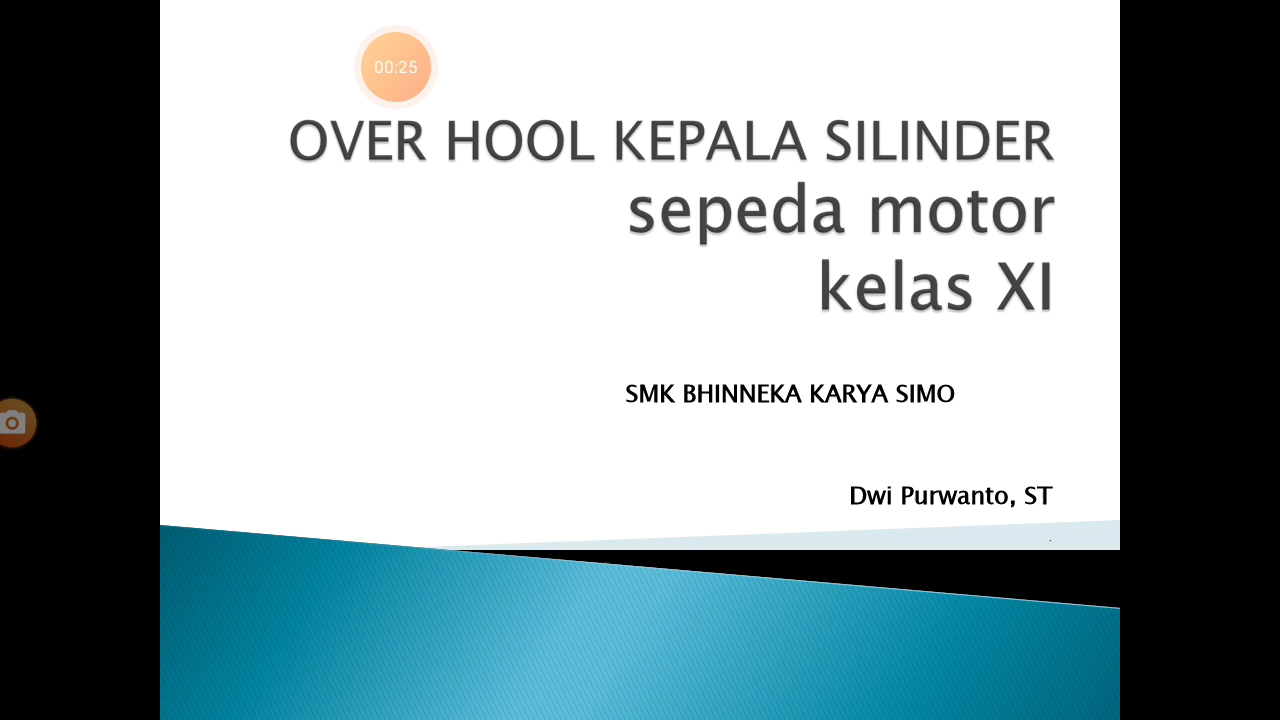 00:25
OVER HOOL KEPALA SILINDER
sepeda motor
kelas XI
SMK BHINNEKA KARYA SIMO
Dwi Purwanto, ST
.